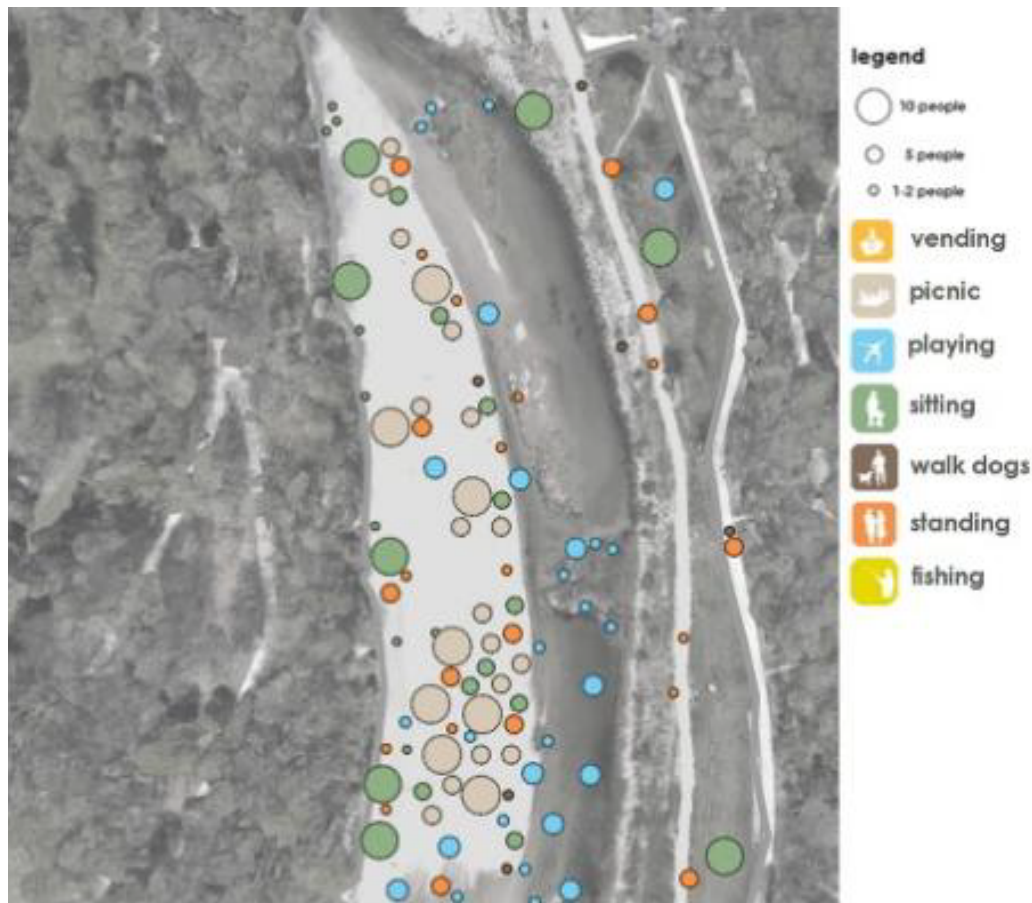 legend
10 people
5 people
1-2 people
vending
picnic
playing
sitting
walk dogs
standing
fishing